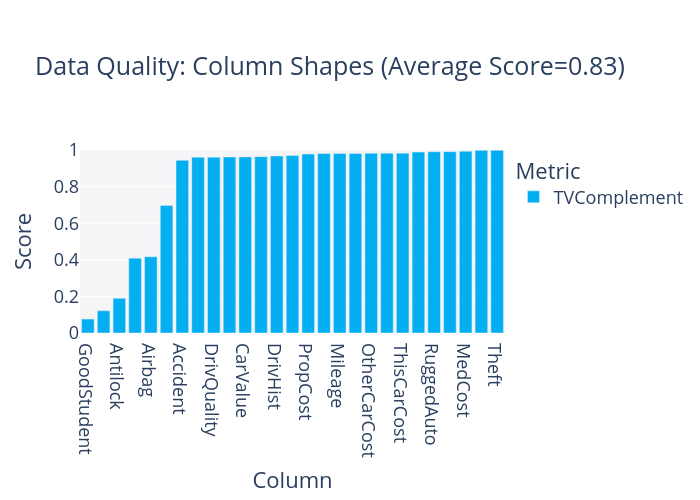 Data Quality: Column Shapes (Average Score=0.83)
Score
1
0.8
0.6
0.4
0.2
0
Metric
TVComplement
GoodStudent
Antilock
Airbag
Accident
DrivQuality
CarValue
DrivHist
PropCost
Mileage
OtherCarCost
ThisCarCost
RuggedAuto
MedCost
Theft
Column